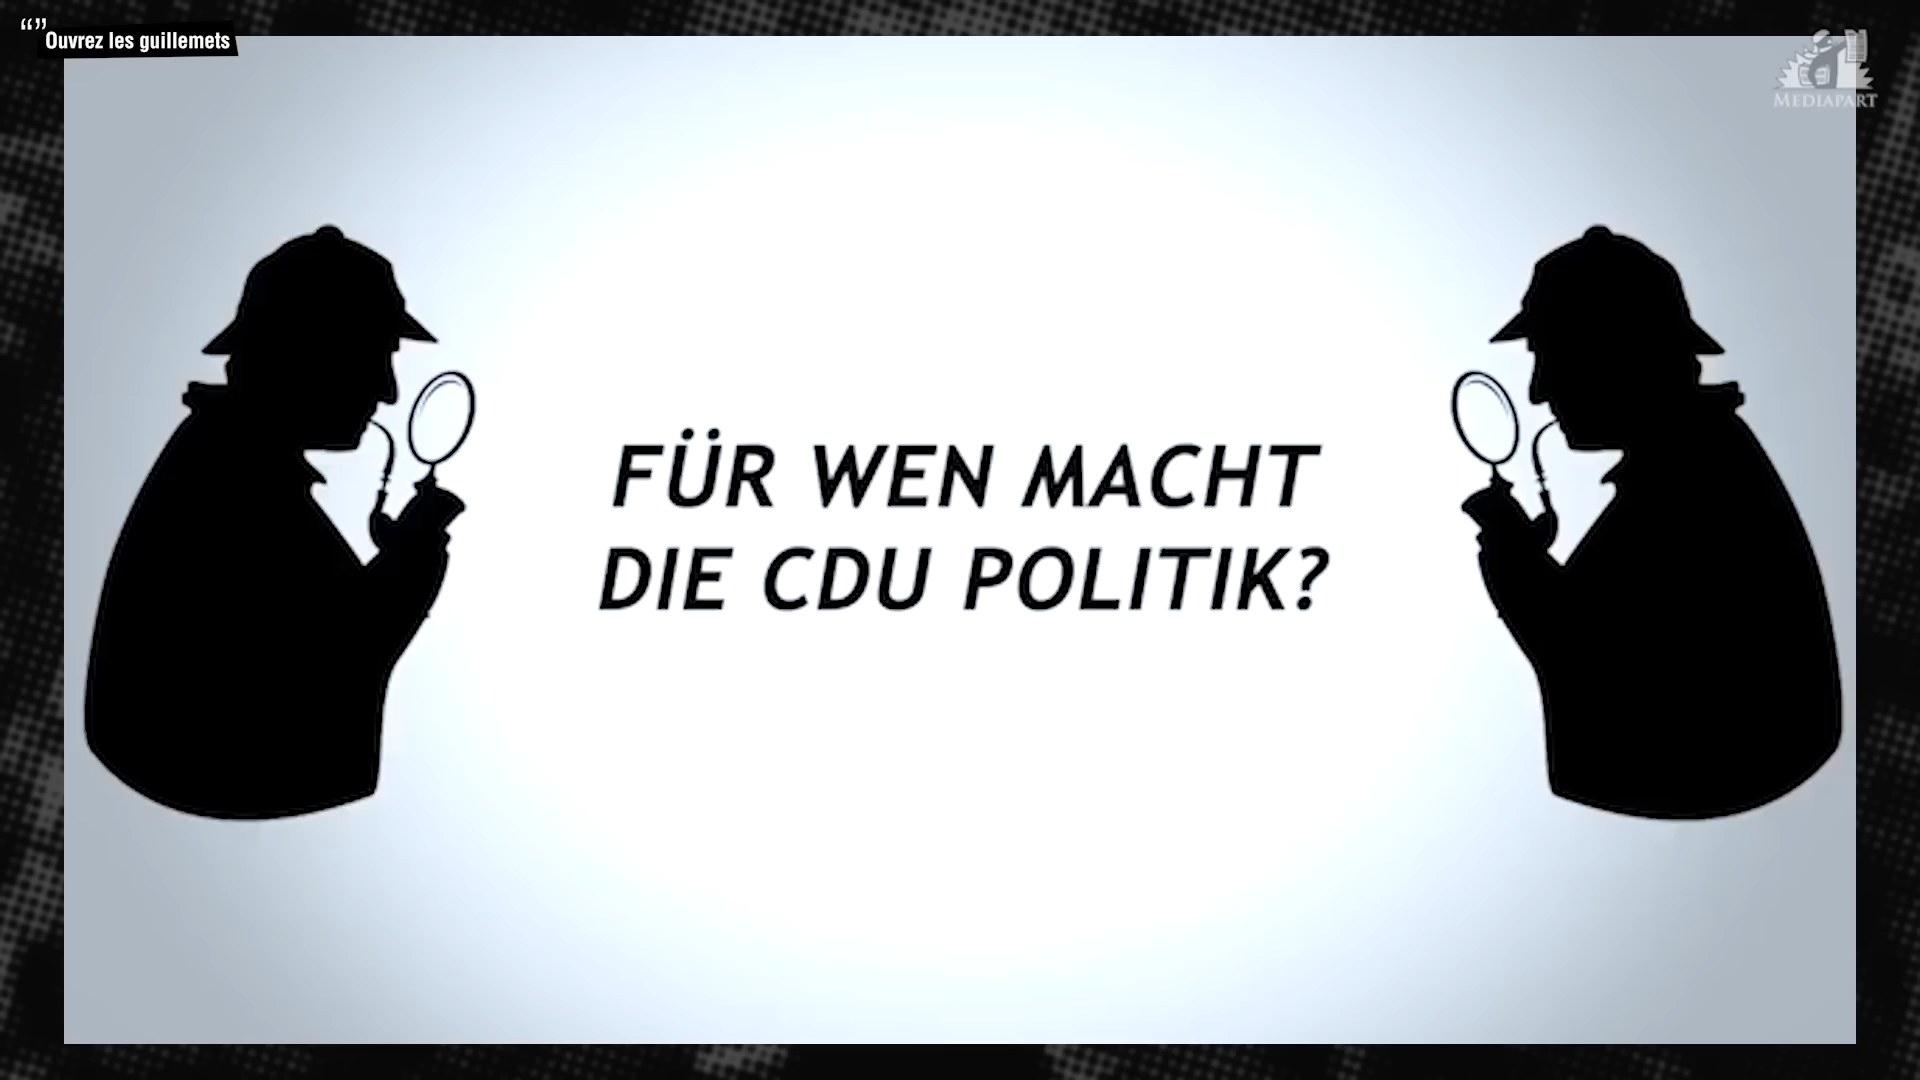 “”
Ouvrez les guillemets
MEDIAPART
FÜR WEN MACHT
DIE CDU POLITIK?